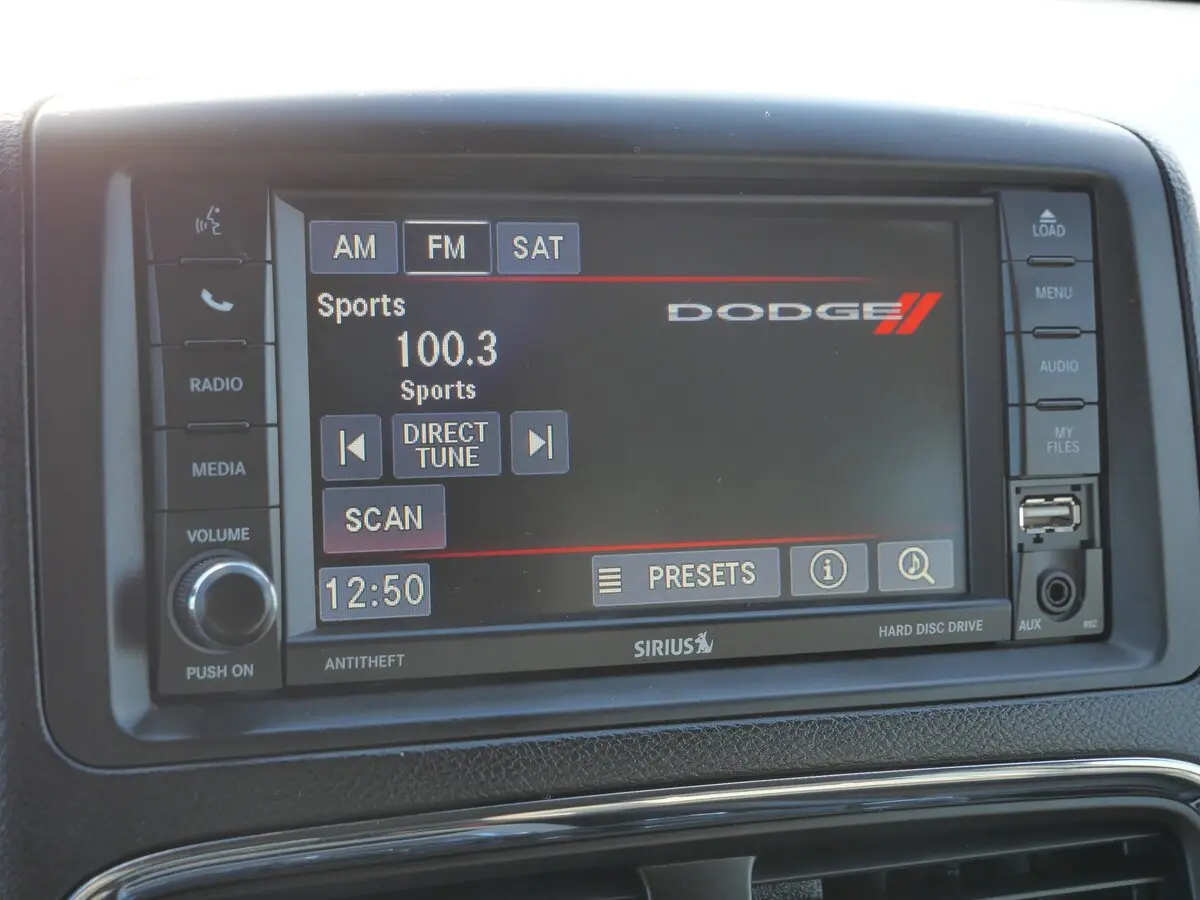 AM FM SAT
Sports
DODGE
100.3
Sports
DIRECT
TUNE
SCAN
12:50
PRESETS
RADIO
MEDIA
VOLUME
PUSH ON
LOAD
MENU
AUDIO
MY
FILES
AUX
ANTITHEFT
SIRIUS
HARD DISC DRIVE